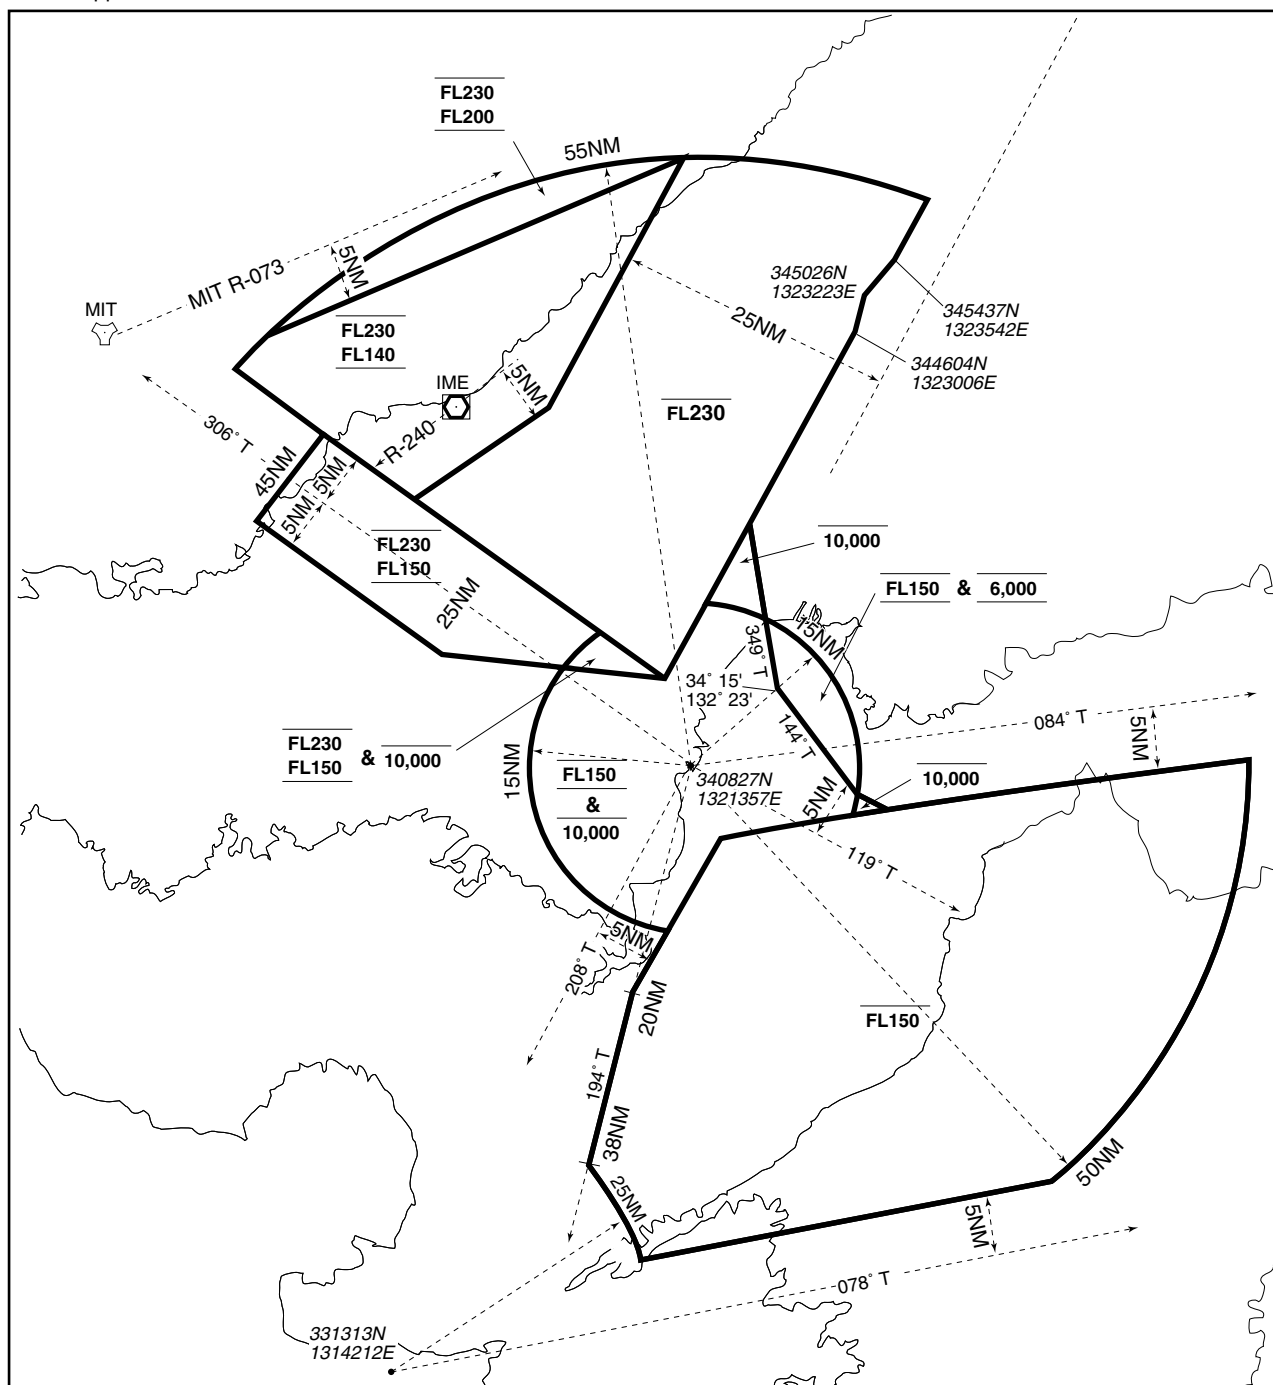 FL230
FL200
55NM
5NM
MIT R-073
MIT
FL230
FL140
345026N
1323223E
25NM
345437N
1323542E
344604N
1323006E
IME
5NM
FL230
306° T
R-240
45NM
5NM
5NM
FL230
FL150
25NM
10,000
FL150 & 6,000
15NM
349° T
34° 15'
132° 23'
144° T
084° T
5NM
FL230
FL150 & 10,000
15NM
FL150
&
10,000
340827N
1321357E
10,000
5NM
119° T
5NM
208° T
20NM
FL150
194° T
38NM
25NM
50NM
5NM
078° T
331313N
1314212E